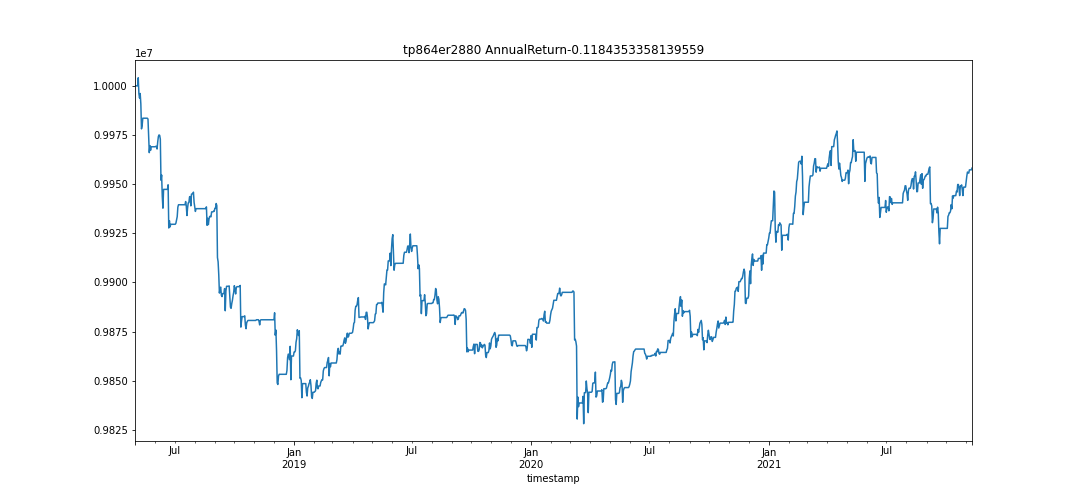 tp864er2880 AnnualReturn-0.1184353358139559
1e7
1.0000
0.9975
0.9950
0.9925
0.9900
0.9875
0.9850
0.9825
Jul Jan Jul Jan Jul Jan Jul
2019 2020 2021
timestamp